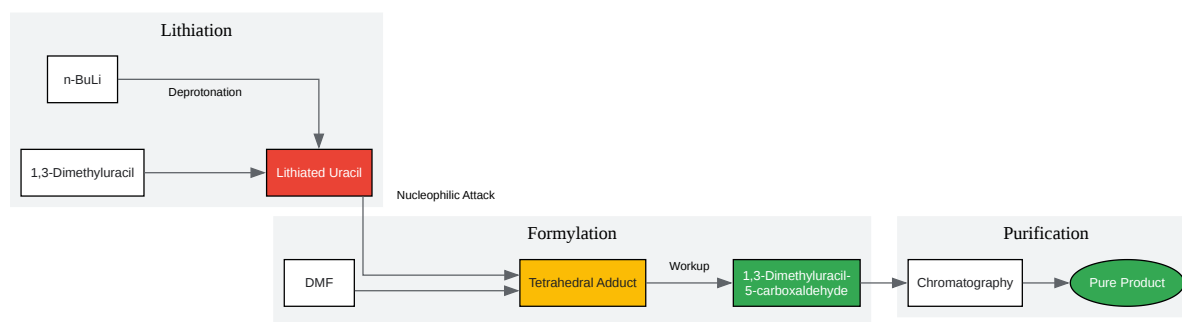 Lithiation
n-BuLi
Deprotonation
1,3-Dimethyluracil
Lithiated Uracil
Nucleophilic Attack
Formylation
DMF
Tetrahedral Adduct
Workup
1,3-Dimethyluracil-
5-carboxaldehyde
Purification
Chromatography
Pure Product